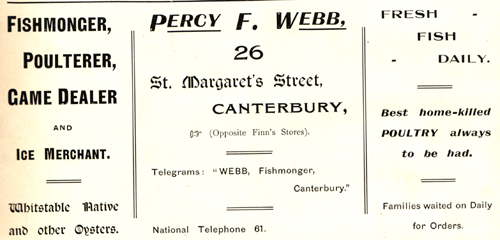 FISHMONGER,
POULTERER,
GAME DEALER
AND
ICE MERCHANT.
Whitstable Native
and other Oysters.
PERCY F. WEBB,
26
St. Margaret's Street,
CANTERBURY,
☞ (Opposite Finn's Stores).
Telegrams: "WEBB, Fishmonger,
Canterbury."
National Telephone 61.
FRESH -
FISH
- DAILY.
Best home-killed
POULTRY always
to be had.
Families waited on Daily
for Orders.